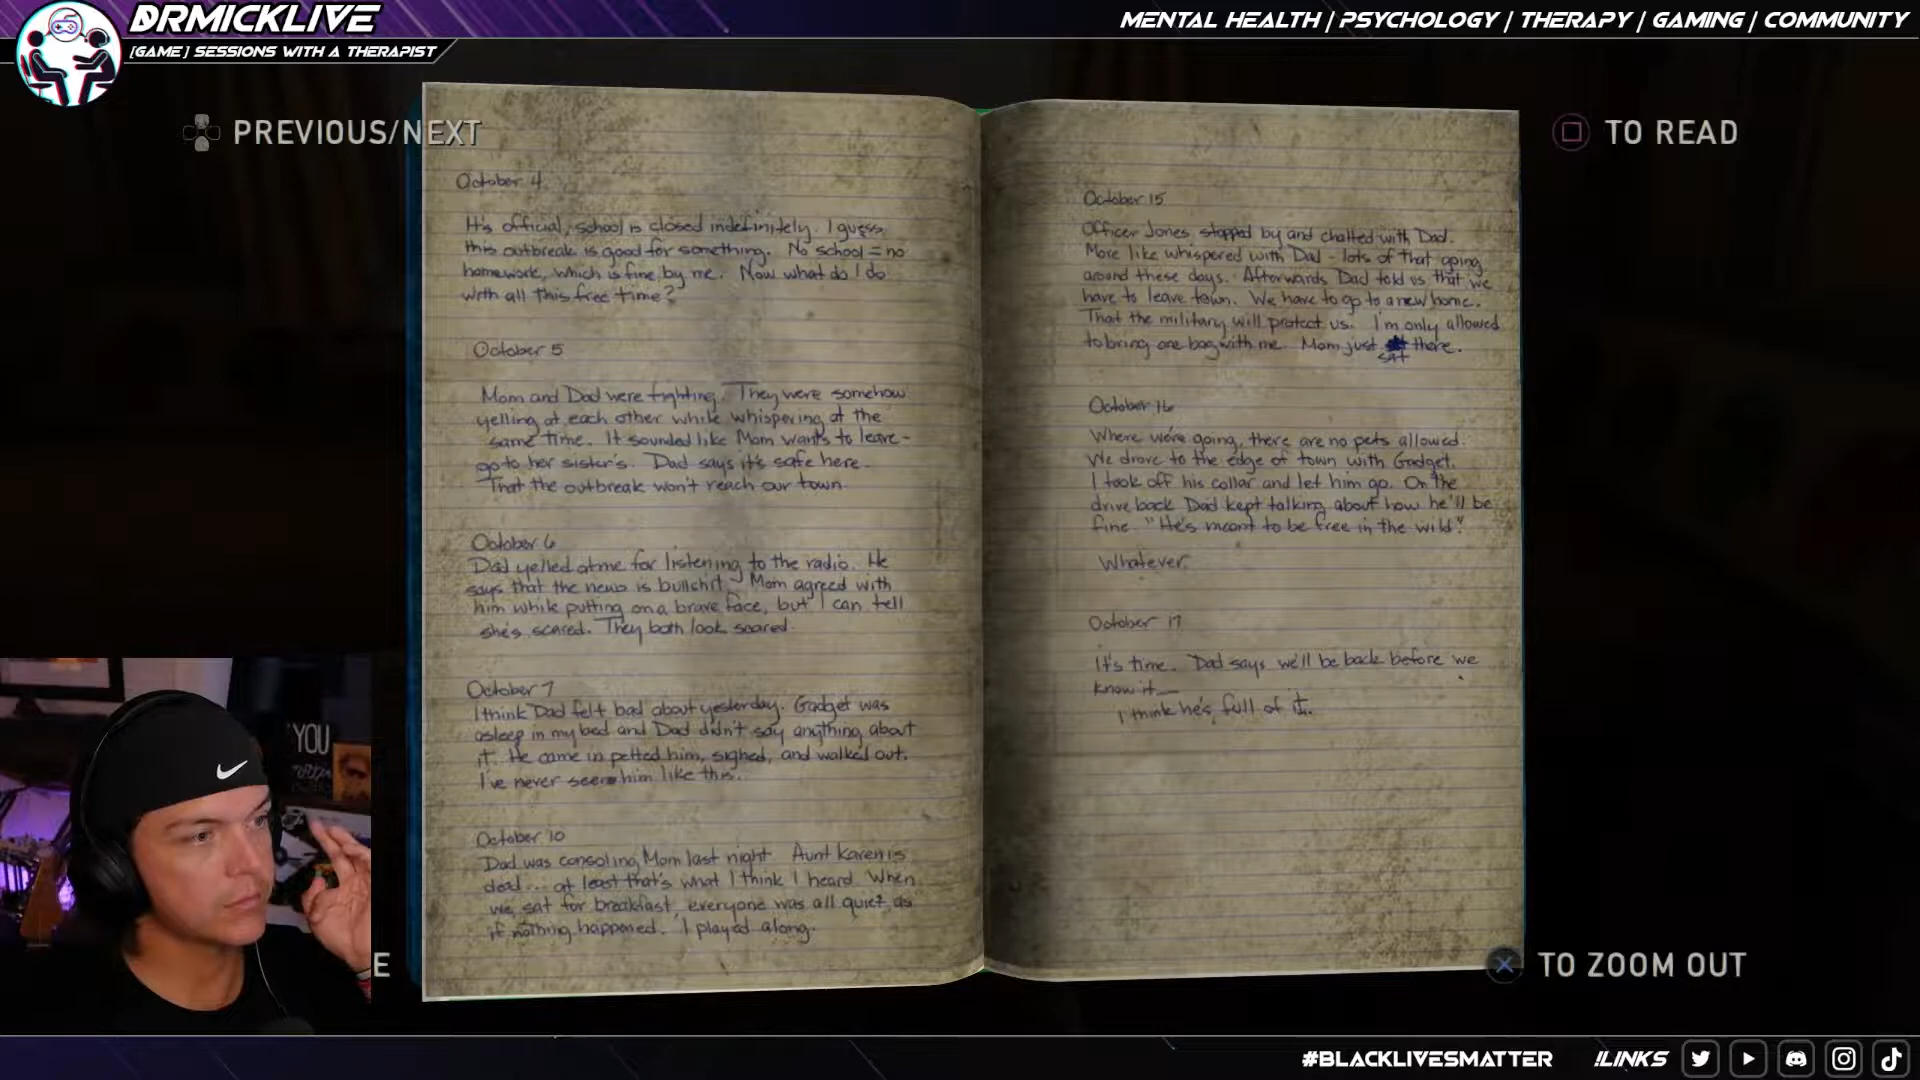 DRMICKLIVE
[GAME] SESSIONS WITH A THERAPIST
MENTAL HEALTH | PSYCHOLOGY | THERAPY | GAMING | COMMUNITY
PREVIOUS/NEXT
TO READ
October 4
It's official, school is closed indefinitely. I guess
this outbreak is good for something. No school = no
homework, which is fine by me. Now what do I do
with all this free time?
October 5
Mom and Dad were fighting. They were somehow
yelling at each other while whispering at the
same time. It sounded like Mom wants to leave -
go to her sister's. Dad says it's safe here.
That the outbreak won't reach our town.
October 6
Dad yelled at me for listening to the radio. He
says that the news is bullshit. Mom agreed with
him while putting on a brave face, but I can tell
she's scared. They both look scared.
October 7
I think Dad felt bad about yesterday. Gadget was
asleep in my bed and Dad didn't say anything about
it. He came in petted him, sighed, and walked out.
I've never seen him like this.
October 10
Dad was consoling Mom last night. Aunt Karen is
dead... at least that's what I think I heard. When
we sat for breakfast, everyone was all quiet as
if nothing happened. I played along.
October 15
Officer Jones stopped by and chatted with Dad.
More like whispered with Dad - lots of that going
around these days. Afterwards Dad told us that we
have to leave town. We have to go to a new home.
That the military will protect us. I'm only allowed
to bring one bag with me. Mom just sat there.
October 16
Where we're going, there are no pets allowed.
We drove to the edge of town with Gadget.
I took off his collar and let him go. On the
drive back Dad kept talking about how he'll be
fine. "He's meant to be free in the wild."
Whatever.
October 17
It's time. Dad says we'll be back before we
know it—
I think he's full of it.
YOU
E
TO ZOOM OUT
#BLACKLIVESMATTER
!LINKS